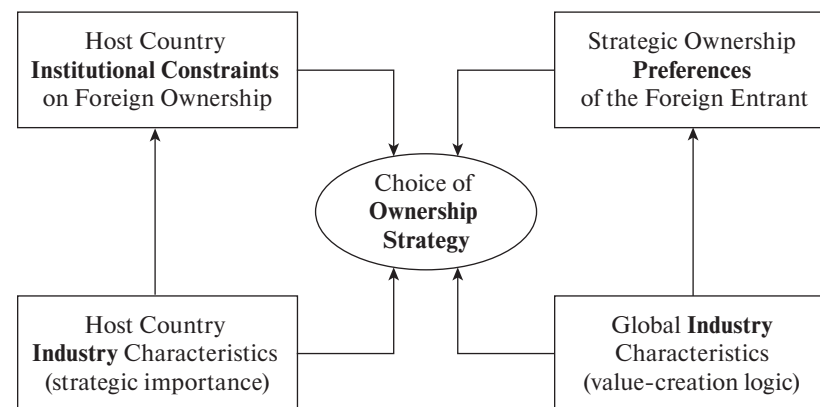 Host Country
Institutional Constraints
on Foreign Ownership
Strategic Ownership
Preferences
of the Foreign Entrant
Choice of
Ownership
Strategy
Host Country
Industry Characteristics
(strategic importance)
Global Industry
Characteristics
(value-creation logic)